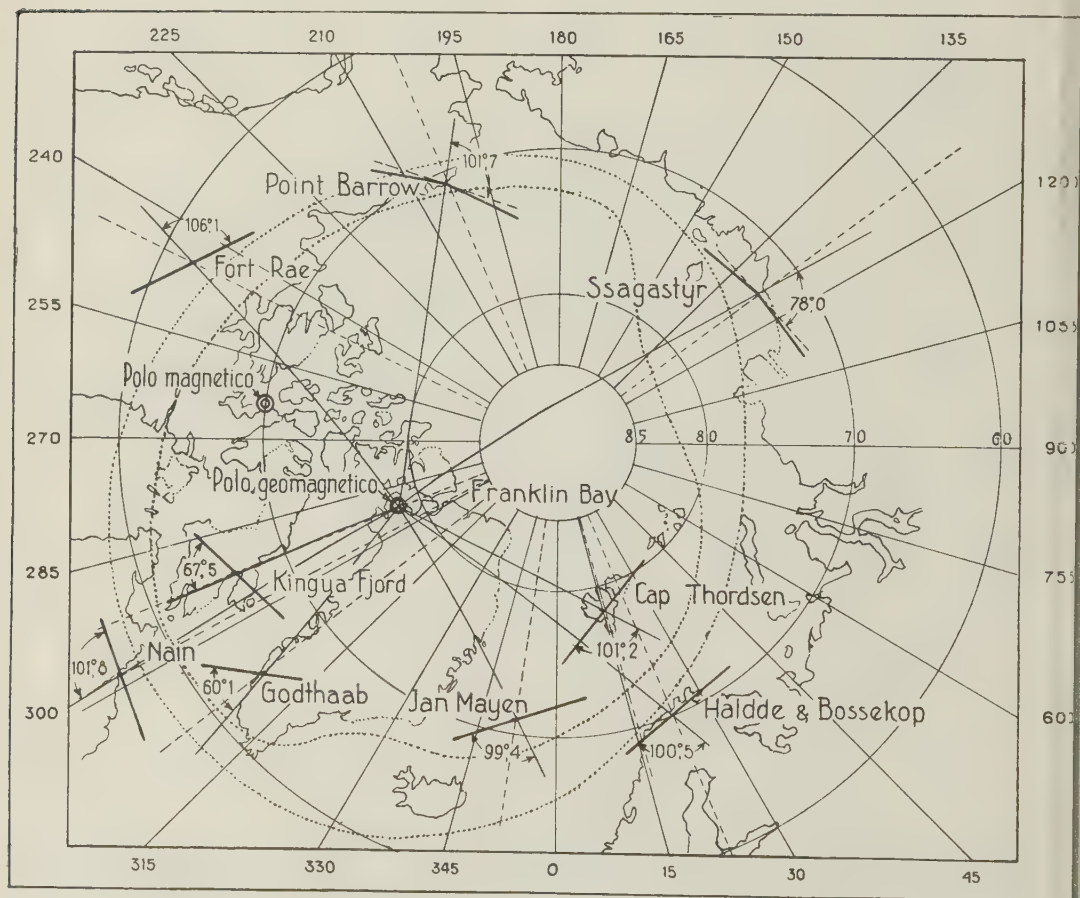 225 210 195 180 165 150 135
240
101°7
Point Barrow
120
106°1
Fort Rae
Ssagastyr
255
78°0
105
Polo magnetico
270
85 80 70 60
90
Polo geomagnetico
Franklin Bay
67°5
285
Kingua Fjord
Cap Thordsen
75
Nain
101°2
101°8
60°1
Godthaab
Jan Mayen
Haldde & Bossekop
300
60
99°4
100°5
315 330 345 0 15 30 45